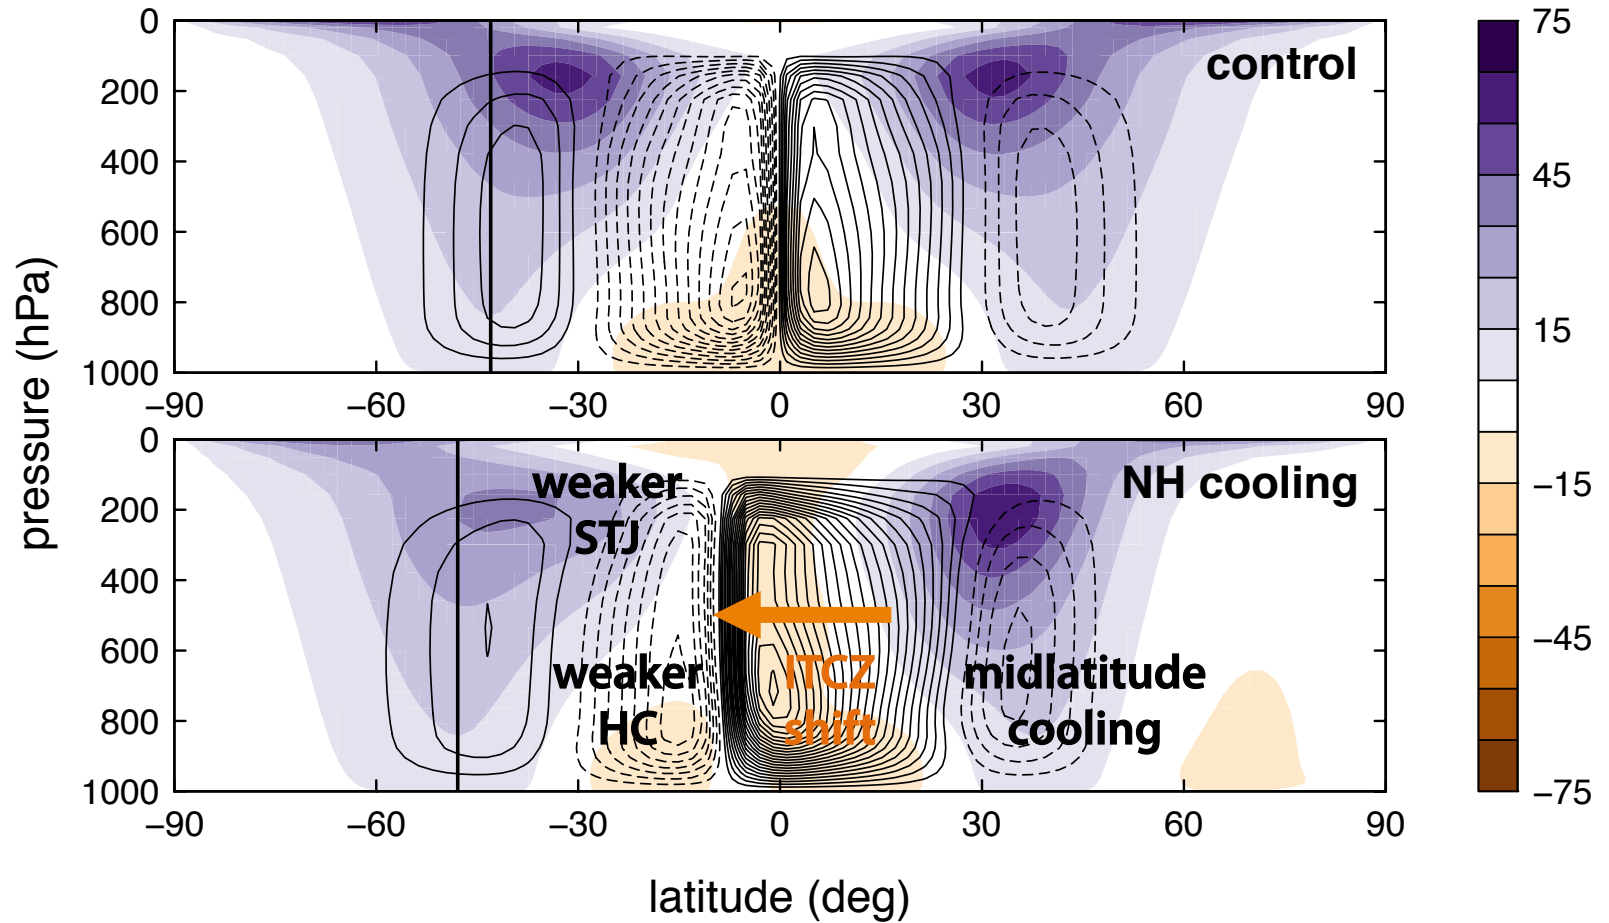 0
200
400
600
800
1000
pressure (hPa)
control
−90 −60 −30 0 30 60 90
0
200
400
600
800
1000
weaker
STJ
NH cooling
weaker
HC
ITCZ
shift
midlatitude
cooling
−90 −60 −30 0 30 60 90
latitude (deg)
75
45
15
−15
−45
−75